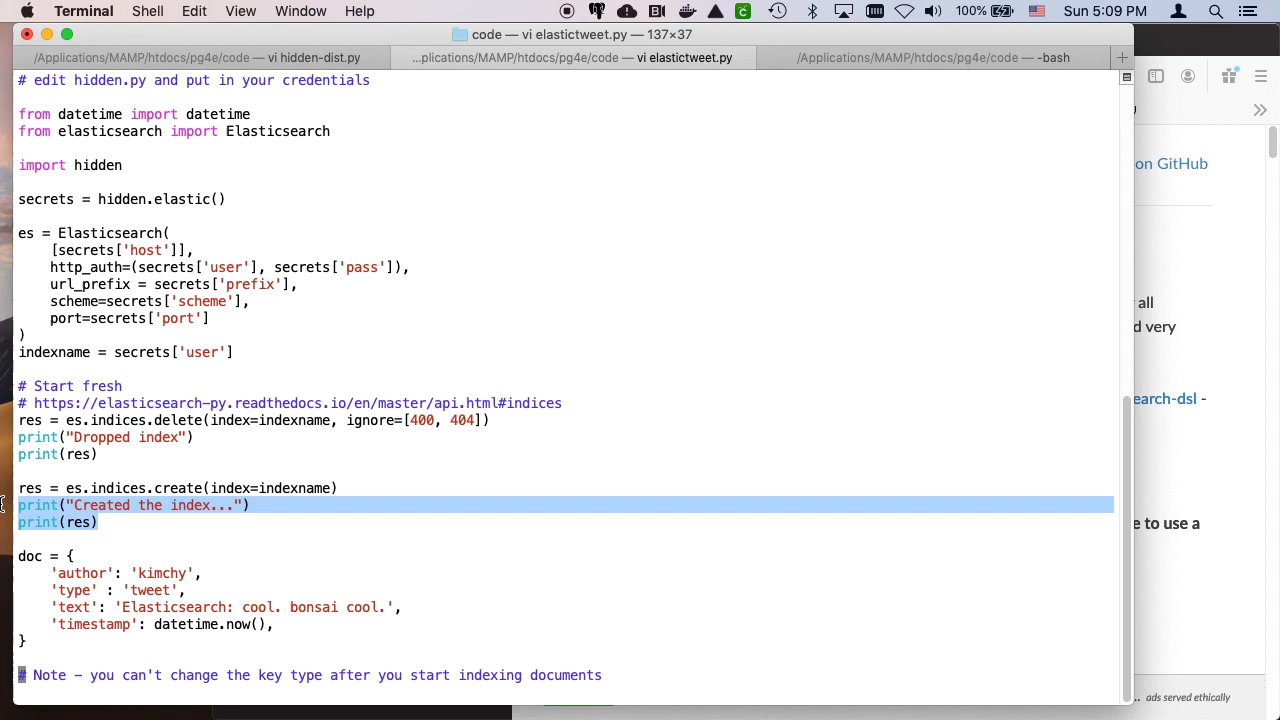 Terminal Shell Edit View Window Help 100% Sun 5:09 PM
code — vi elastictweet.py — 137×37
/Applications/MAMP/htdocs/pg4e/code — vi hidden-dist.py ...plications/MAMP/htdocs/pg4e/code — vi elastictweet.py /Applications/MAMP/htdocs/pg4e/code — -bash
# edit hidden.py and put in your credentials
from datetime import datetime
from elasticsearch import Elasticsearch
import hidden
secrets = hidden.elastic()
es = Elasticsearch(
    [secrets['host']],
    http_auth=(secrets['user'], secrets['pass']),
    url_prefix = secrets['prefix'],
    scheme=secrets['scheme'],
    port=secrets['port']
)
indexname = secrets['user']
# Start fresh
# https://elasticsearch-py.readthedocs.io/en/master/api.html#indices
res = es.indices.delete(index=indexname, ignore=[400, 404])
print("Dropped index")
print(res)
res = es.indices.create(index=indexname)
print("Created the index...")
print(res)
doc = {
    'author': 'kimchy',
    'type' : 'tweet',
    'text': 'Elasticsearch: cool. bonsai cool.',
    'timestamp': datetime.now(),
}
# Note - you can't change the key type after you start indexing documents
on GitHub
all
d very
earch-dsl -
e to use a
... ads served ethically